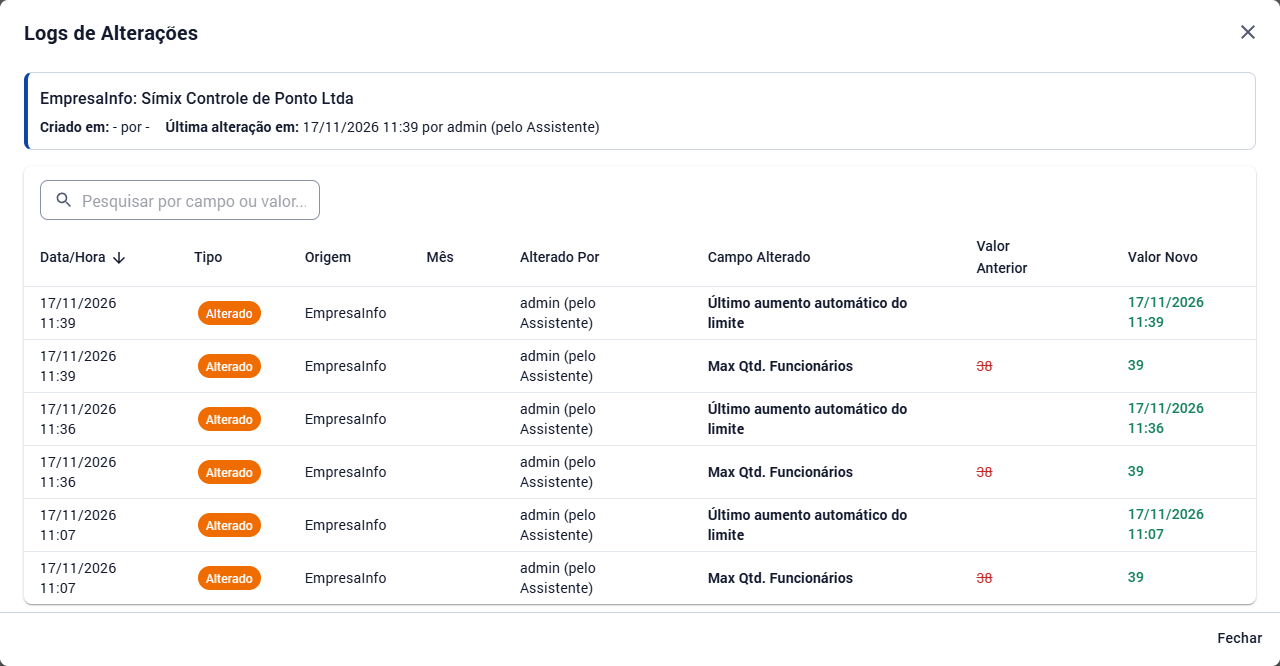 Logs de Alterações
EmpresaInfo: Símix Controle de Ponto Ltda
Criado em: - por - Última alteração em: 17/11/2026 11:39 por admin (pelo Assistente)
Pesquisar por campo ou valor...
Data/Hora Tipo Origem Mês Alterado Por Campo Alterado Valor Anterior Valor Novo
17/11/2026 11:39 Alterado EmpresaInfo admin (pelo Assistente) Último aumento automático do limite 17/11/2026 11:39
17/11/2026 11:39 Alterado EmpresaInfo admin (pelo Assistente) Max Qtd. Funcionários 38 39
17/11/2026 11:36 Alterado EmpresaInfo admin (pelo Assistente) Último aumento automático do limite 17/11/2026 11:36
17/11/2026 11:36 Alterado EmpresaInfo admin (pelo Assistente) Max Qtd. Funcionários 38 39
17/11/2026 11:07 Alterado EmpresaInfo admin (pelo Assistente) Último aumento automático do limite 17/11/2026 11:07
17/11/2026 11:07 Alterado EmpresaInfo admin (pelo Assistente) Max Qtd. Funcionários 38 39
Fechar